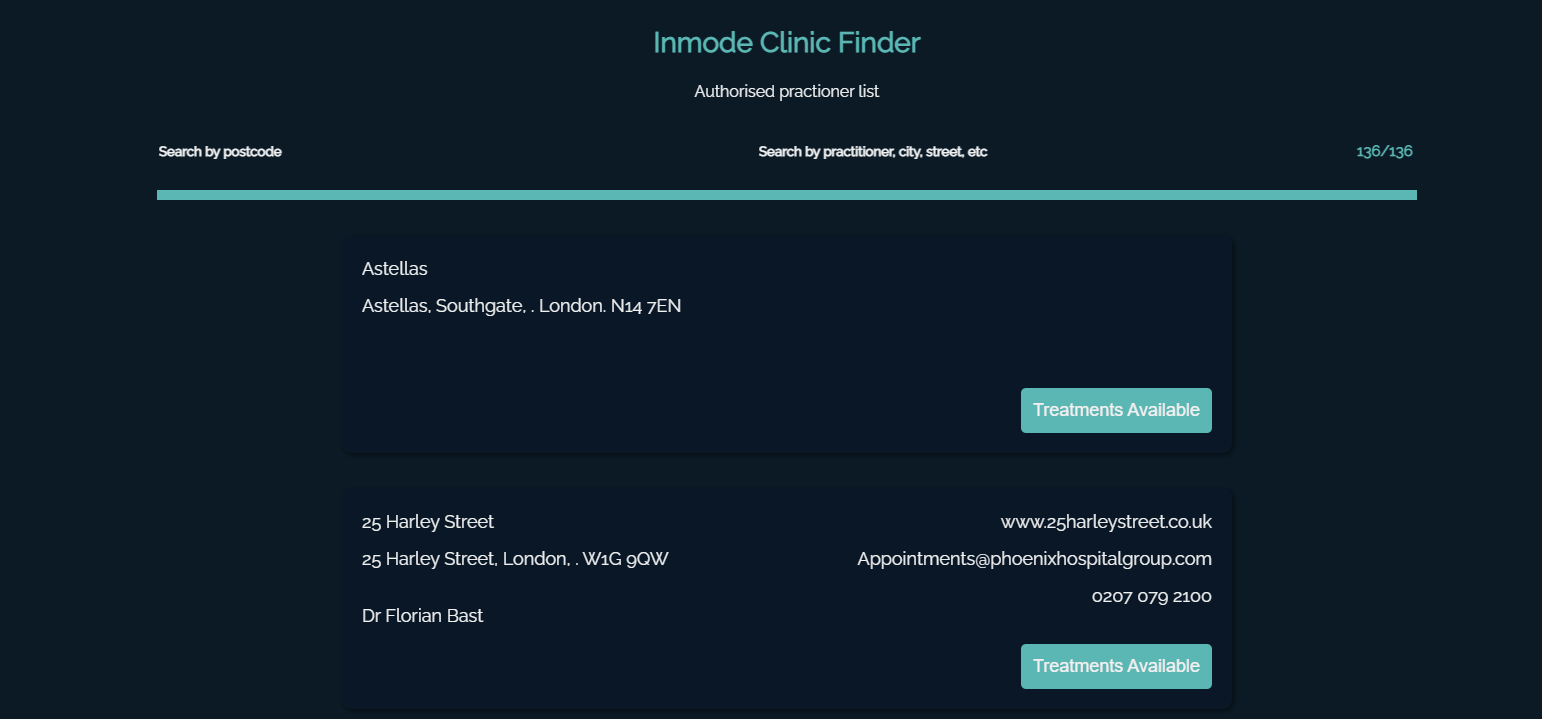 Inmode Clinic Finder
Authorised practioner list
Search by postcode
Search by practitioner, city, street, etc
136/136
Astellas
Astellas, Southgate, . London. N14 7EN
Treatments Available
25 Harley Street
www.25harleystreet.co.uk
25 Harley Street, London, . W1G 9QW
Appointments@phoenixhospitalgroup.com
0207 079 2100
Dr Florian Bast
Treatments Available